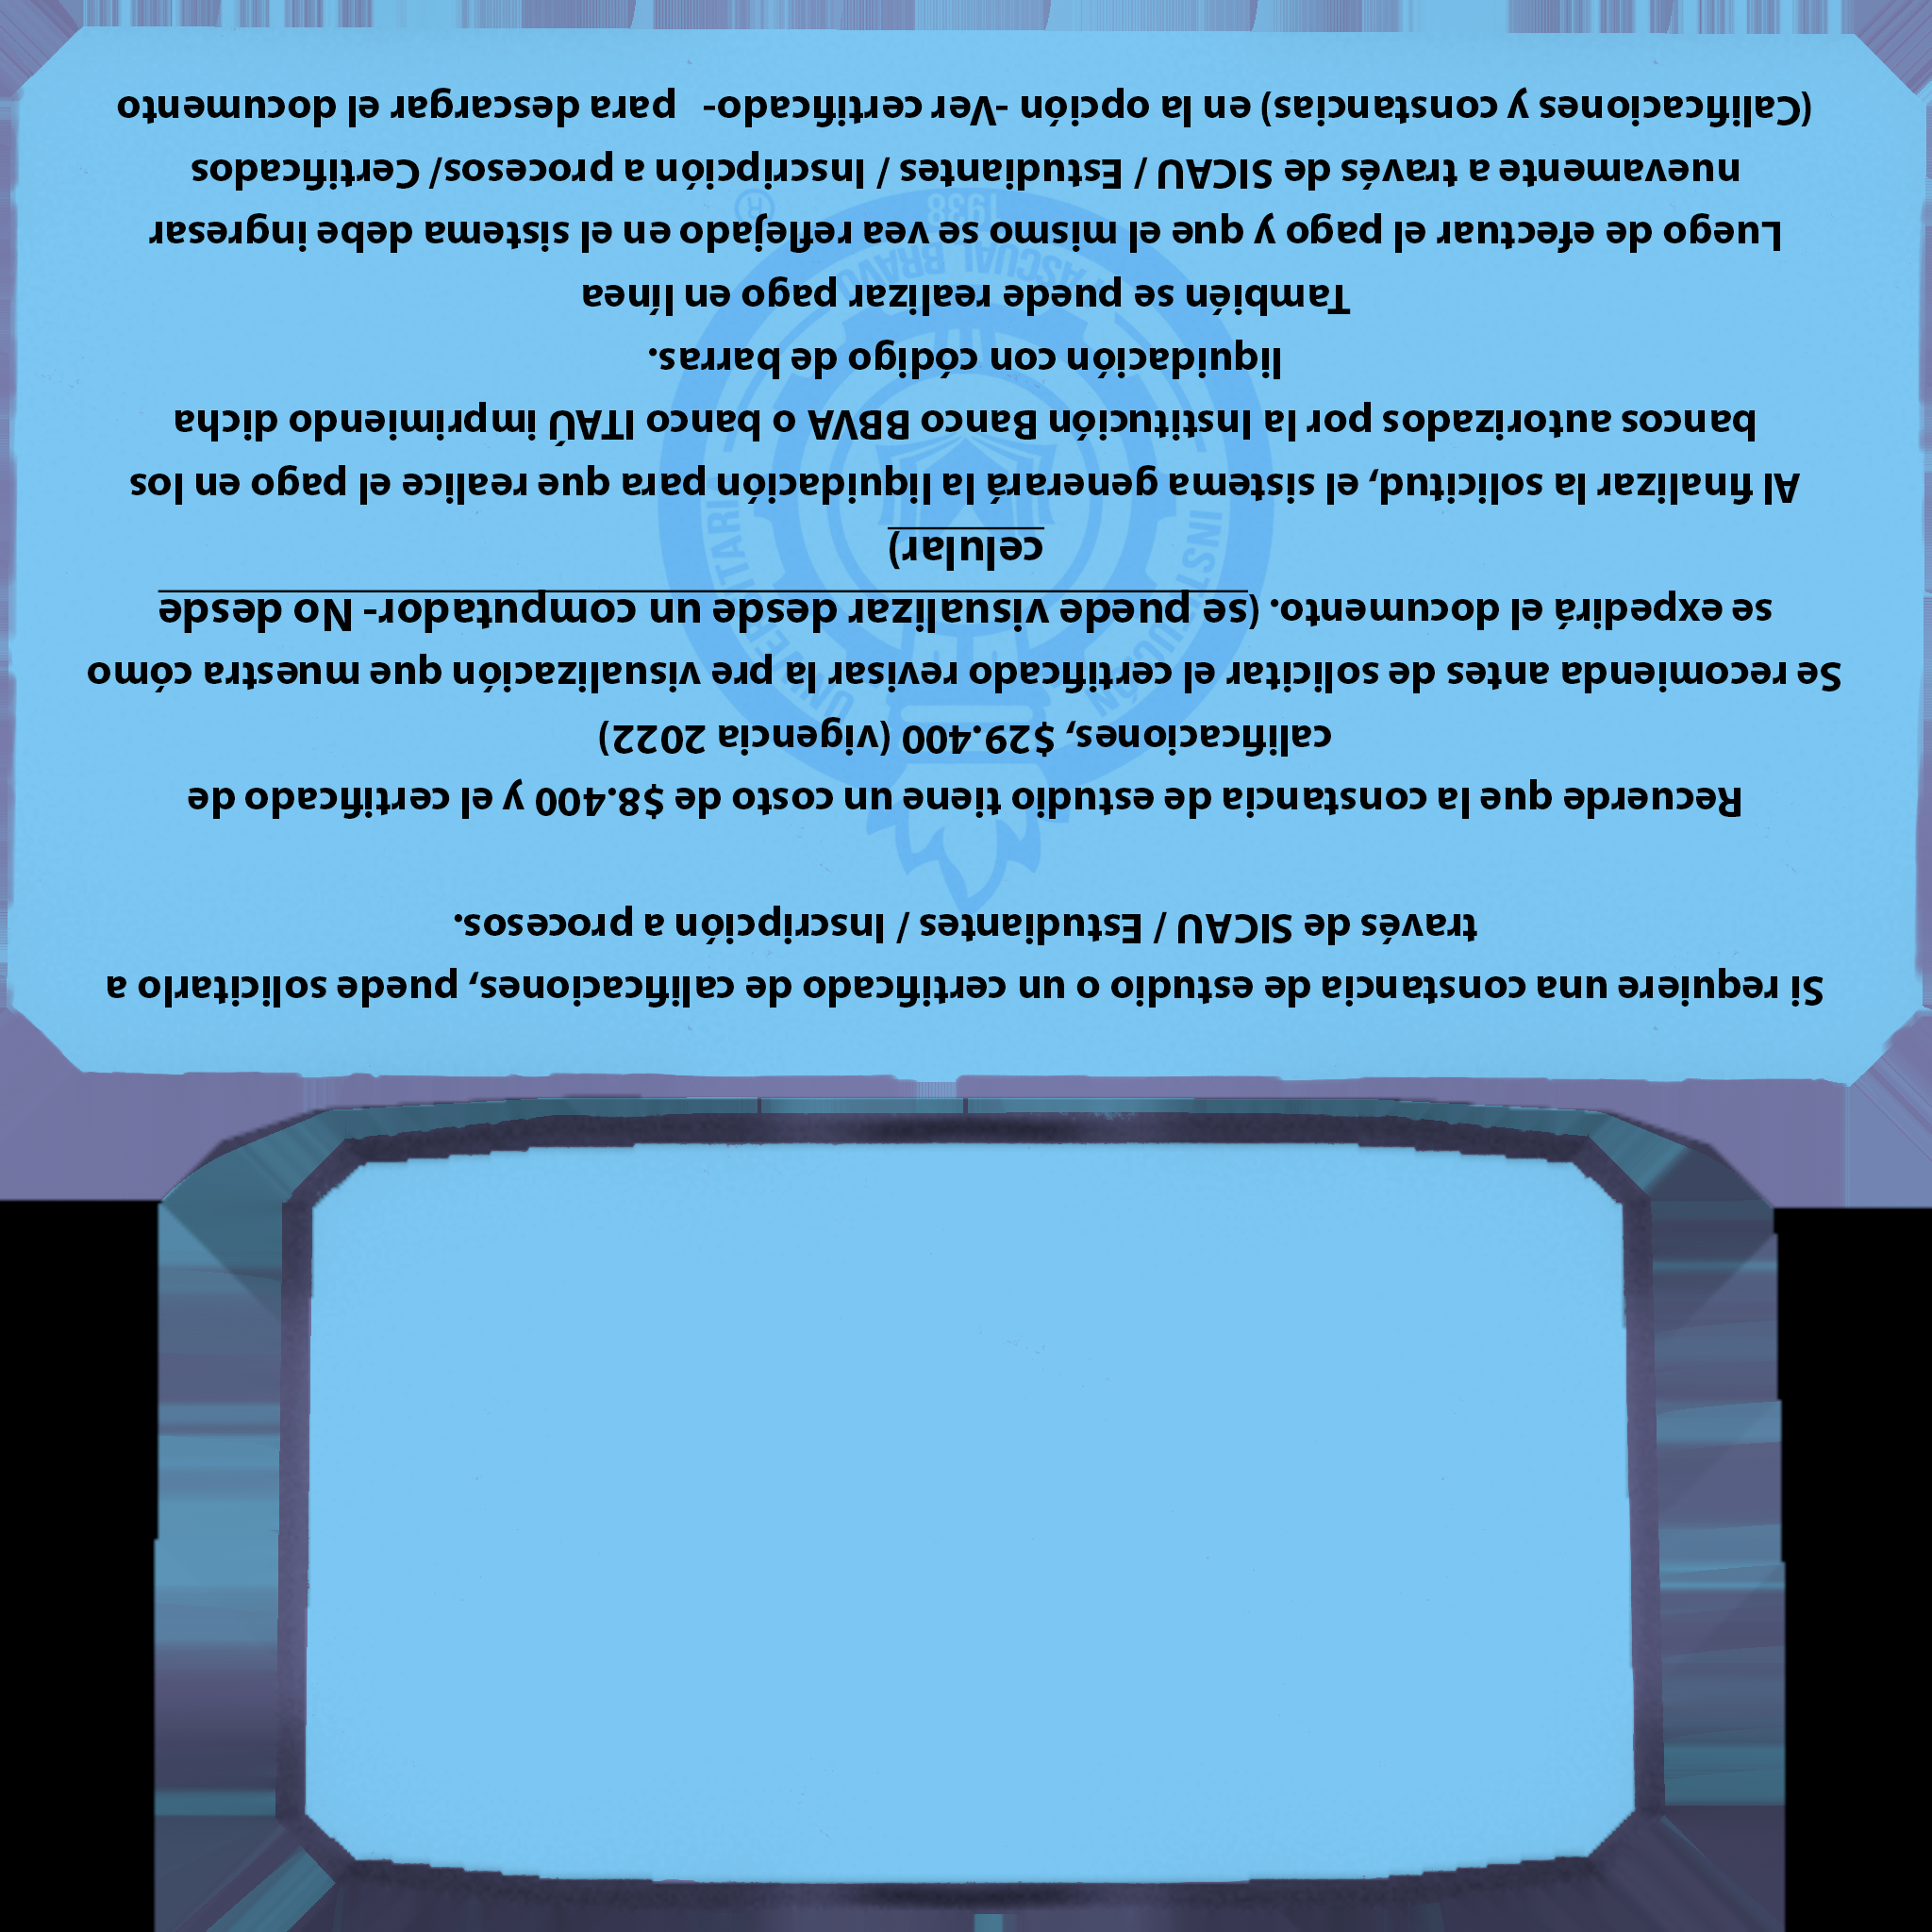 Si requiere una constancia de estudio o un certificado de calificaciones, puede solicitarlo a
través de SICAU / Estudiantes / Inscripción a procesos.
Recuerde que la constancia de estudio tiene un costo de $8.400 y el certificado de
calificaciones, $29.400 (vigencia 2022)
Se recomienda antes de solicitar el certificado revisar la pre visualización que muestra cómo
se expedirá el documento. (se puede visualizar desde un computador- No desde
celular)
Al finalizar la solicitud, el sistema generará la liquidación para que realice el pago en los
bancos autorizados por la Institución Banco BBVA o banco ITAÚ imprimiendo dicha
liquidación con código de barras.
También se puede realizar pago en línea
Luego de efectuar el pago y que el mismo se vea reflejado en el sistema debe ingresar
nuevamente a través de SICAU / Estudiantes / Inscripción a procesos/ Certificados
(Calificaciones y constancias) en la opción -Ver certificado- para descargar el documento
INSTITUCIÓN UNIVERSITARIA
PASCUAL BRAVO
1938
®